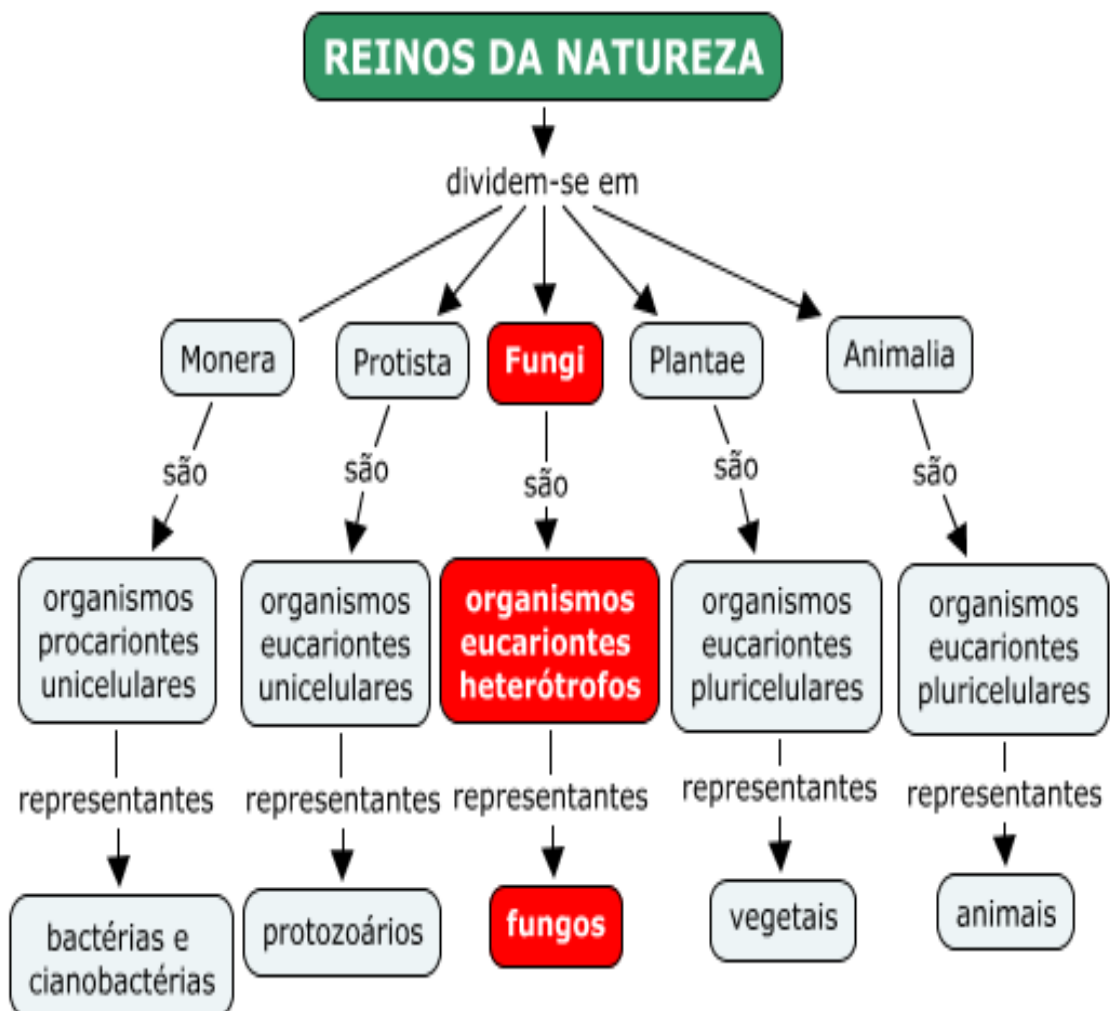 REINOS DA NATUREZA
dividem-se em
Monera
Protista
Fungi
Plantae
Animalia
são
são
são
são
são
organismos
procariontes
unicelulares
organismos
eucariontes
unicelulares
organismos
eucariontes
heterótrofos
organismos
eucariontes
pluricelulares
organismos
eucariontes
pluricelulares
representantes
representantes
representantes
representantes
representantes
bactérias e
cianobactérias
protozoários
fungos
vegetais
animais